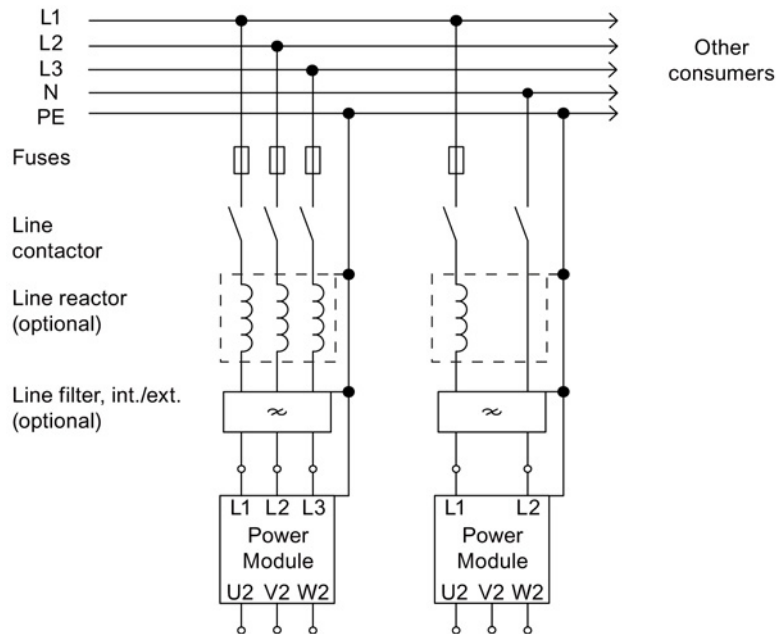 L1
L2
L3
N
PE
Other
consumers
Fuses
Line
contactor
Line reactor
(optional)
Line filter, int./ext.
(optional)
L1 L2 L3
Power
Module
U2 V2 W2
L1 L2
Power
Module
U2 V2 W2